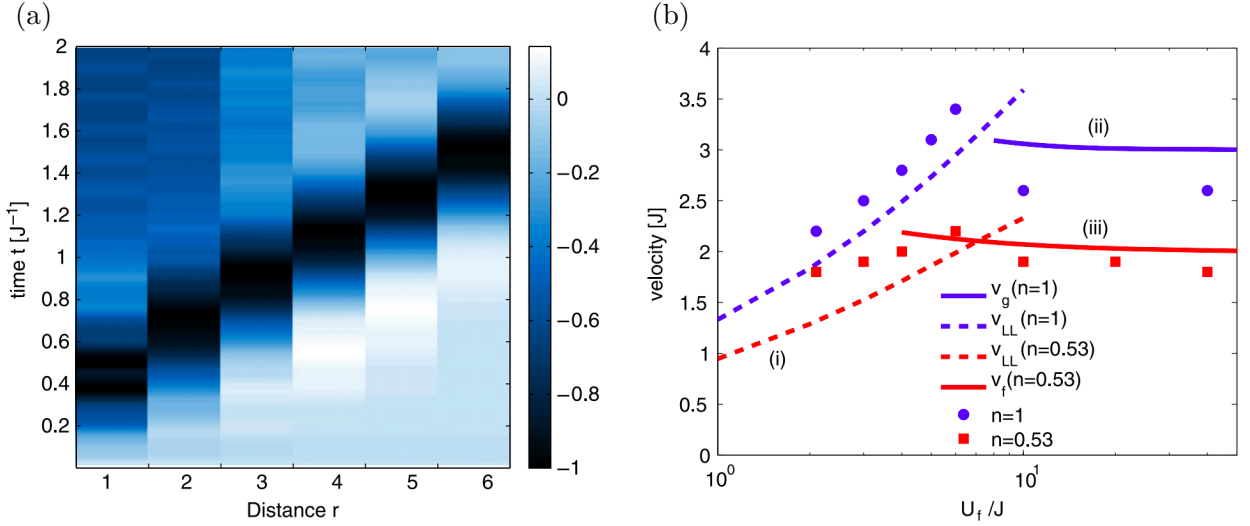 (a)
2
1.8
1.6
1.4
1.2
1
0.8
0.6
0.4
0.2
time t [J⁻¹]
1 2 3 4 5 6
Distance r
0
−0.2
−0.4
−0.6
−0.8
−1
(b)
4
3.5
3
2.5
2
1.5
1
0.5
0
velocity [J]
(i)
(ii)
(iii)
v_g(n=1)
v_LL(n=1)
v_LL(n=0.53)
v_f(n=0.53)
n=1
n=0.53
10⁰ 10¹
U_f/J